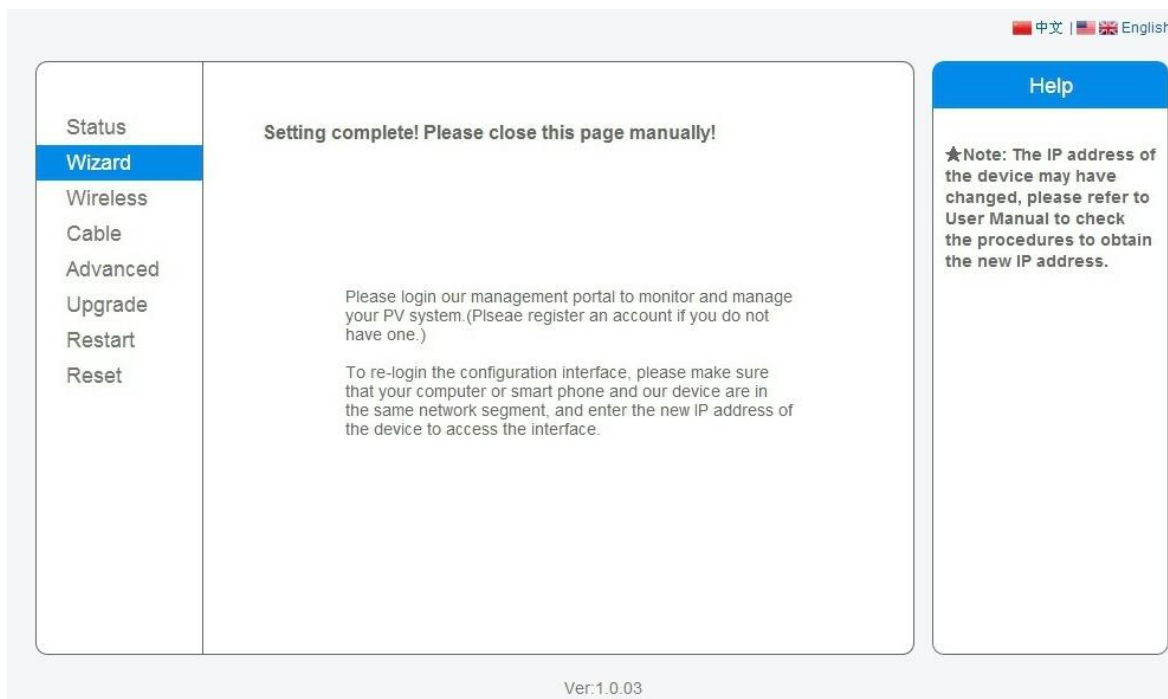 中文 | English
Help
Status
Wizard
Wireless
Cable
Advanced
Upgrade
Restart
Reset
Setting complete! Please close this page manually!
Please login our management portal to monitor and manage
your PV system.(Plseae register an account if you do not
have one.)
To re-login the configuration interface, please make sure
that your computer or smart phone and our device are in
the same network segment, and enter the new IP address of
the device to access the interface.
★Note: The IP address of
the device may have
changed, please refer to
User Manual to check
the procedures to obtain
the new IP address.
Ver:1.0.03